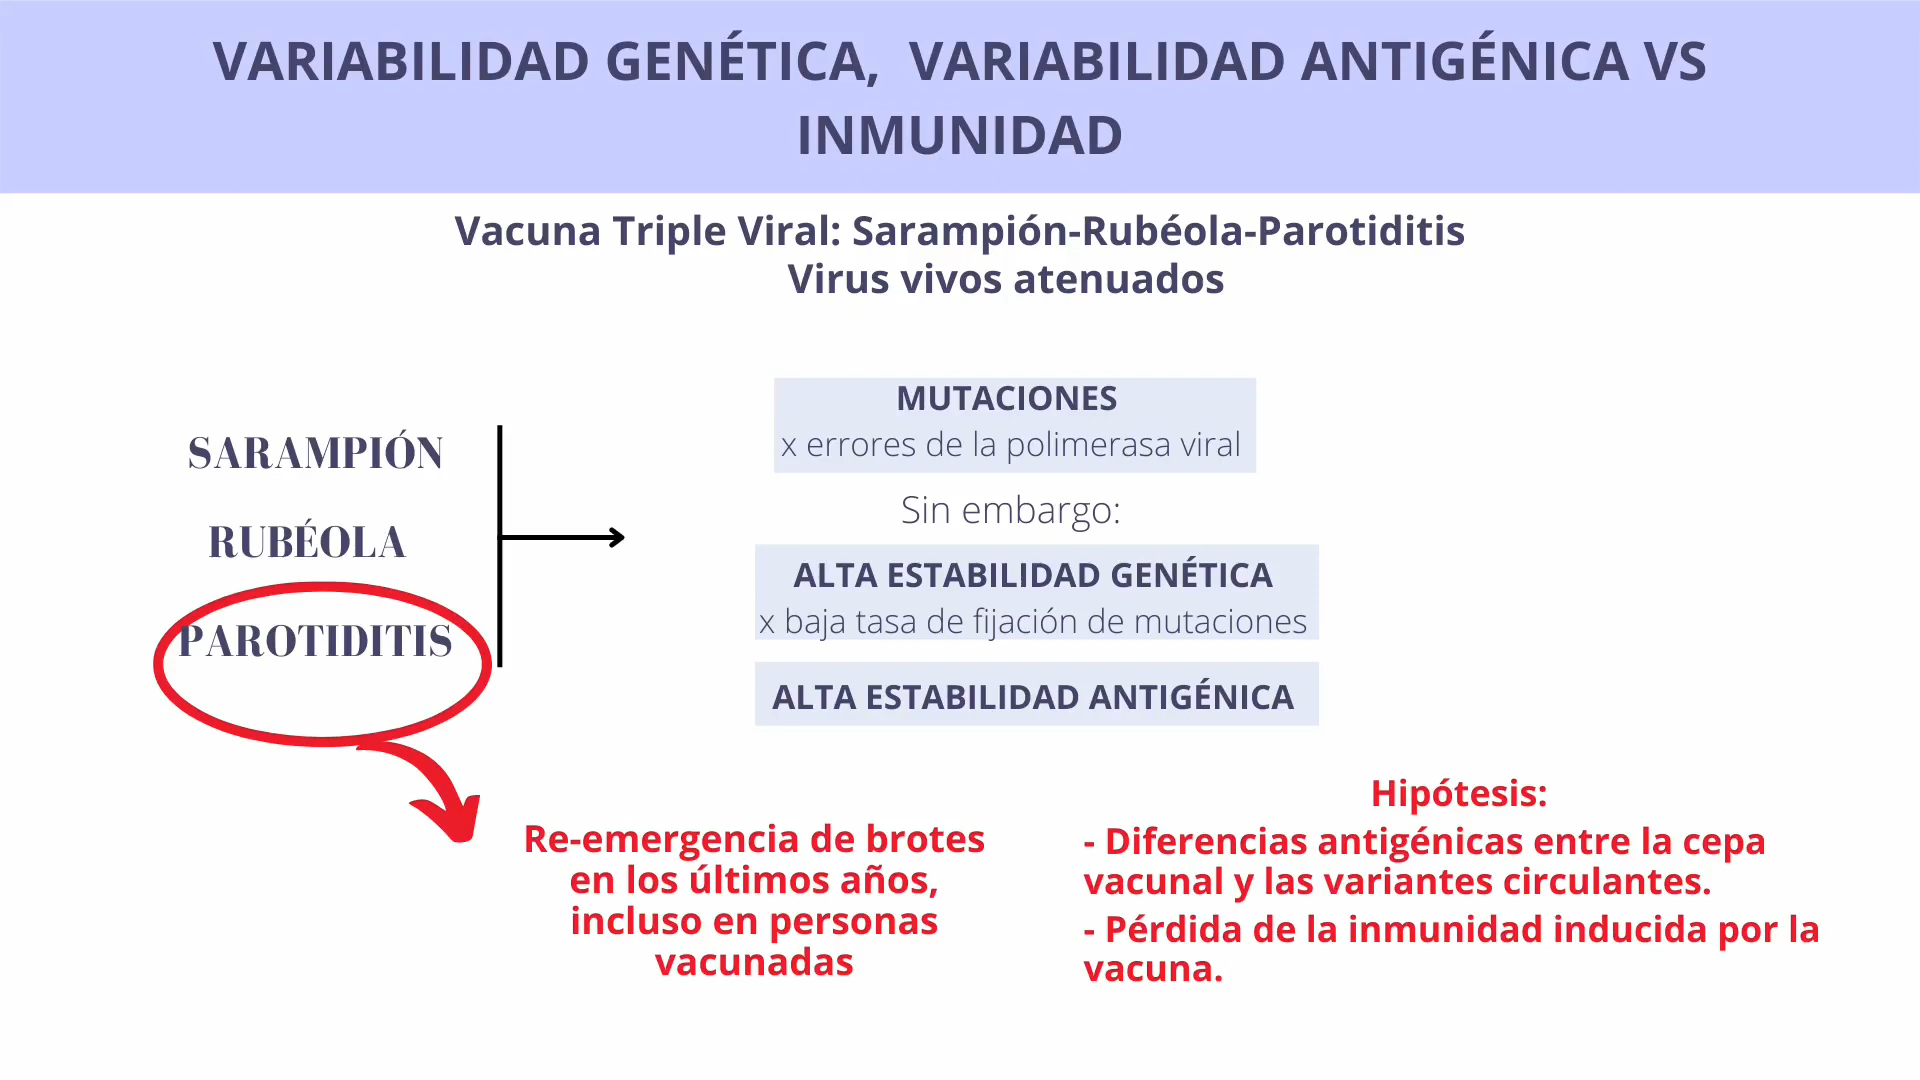 VARIABILIDAD GENÉTICA, VARIABILIDAD ANTIGÉNICA VS
INMUNIDAD
Vacuna Triple Viral: Sarampión-Rubéola-Parotiditis
Virus vivos atenuados
SARAMPIÓN
RUBÉOLA
PAROTIDITIS
MUTACIONES
x errores de la polimerasa viral
Sin embargo:
ALTA ESTABILIDAD GENÉTICA
x baja tasa de fijación de mutaciones
ALTA ESTABILIDAD ANTIGÉNICA
Re-emergencia de brotes
en los últimos años,
incluso en personas
vacunadas
Hipótesis:
- Diferencias antigénicas entre la cepa
vacunal y las variantes circulantes.
- Pérdida de la inmunidad inducida por la
vacuna.